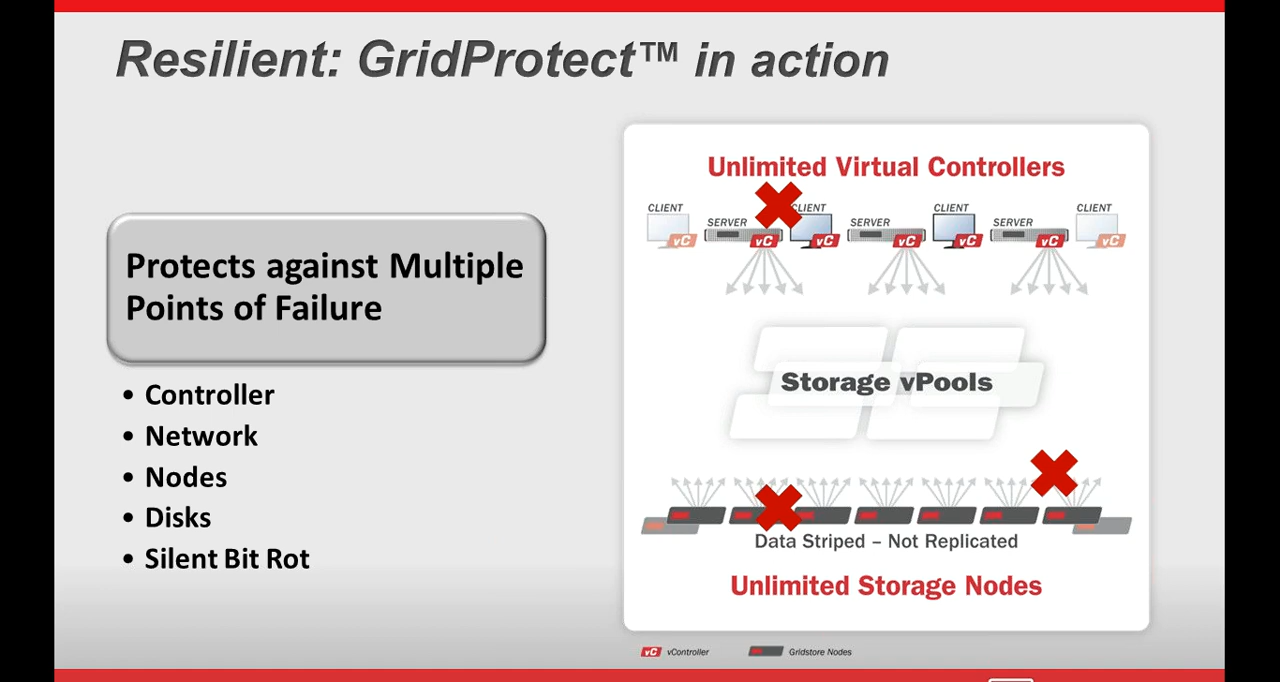 Resilient: GridProtect™ in action
Protects against Multiple
Points of Failure
• Controller
• Network
• Nodes
• Disks
• Silent Bit Rot
Unlimited Virtual Controllers
CLIENT
SERVER
CLIENT
SERVER
CLIENT
SERVER
CLIENT
vC
vC
vC
vC
vC
vC
vC
Storage vPools
Data Striped – Not Replicated
Unlimited Storage Nodes
vC vController
Gridstore Nodes